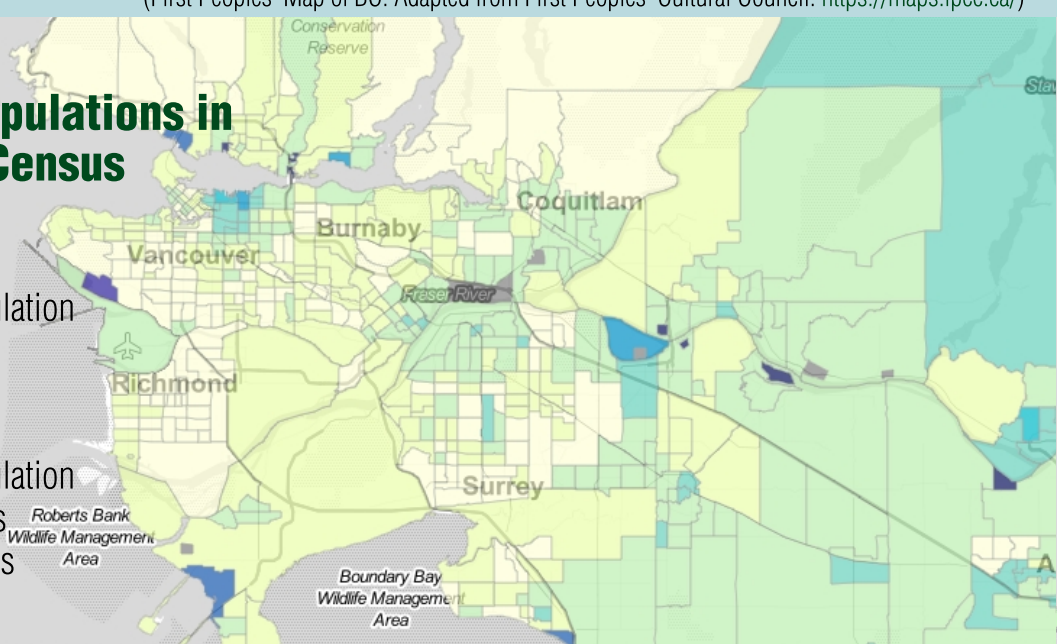 (First Peoples' Map of BC. Adapted from First Peoples' Cultural Council. https://maps.fpcc.ca/)
Conservation
Reserve
pulations in
Census
Coquitlam
Burnaby
Vancouver
Fraser River
lation
Richmond
lation
Surrey
s
Roberts Bank
Wildlife Management
Area
s
Boundary Bay
Wildlife Management
Area
A